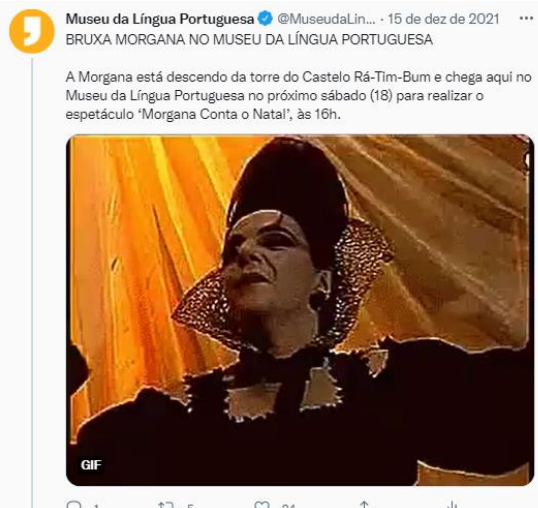 Museu da Língua Portuguesa @MuseudaLin... · 15 de dez de 2021 ...
BRUXA MORGANA NO MUSEU DA LÍNGUA PORTUGUESA
A Morgana está descendo da torre do Castelo Rá-Tim-Bum e chega aqui no
Museu da Língua Portuguesa no próximo sábado (18) para realizar o
espetáculo 'Morgana Conta o Natal', às 16h.
GIF